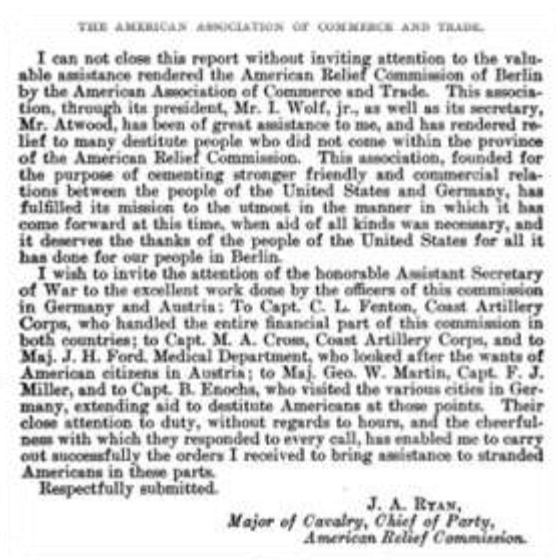 THE AMERICAN ASSOCIATION OF COMMERCE AND TRADE.
I can not close this report without inviting attention to the valu-
able assistance rendered the American Relief Commission of Berlin
by the American Association of Commerce and Trade. This associa-
tion, through its president, Mr. I. Wolf, jr., as well as its secretary,
Mr. Atwood, has been of great assistance to me, and has rendered re-
lief to many destitute people who did not come within the province
of the American Relief Commission. This association, founded for
the purpose of cementing stronger friendly and commercial rela-
tions between the people of the United States and Germany, has
fulfilled its mission to the utmost in the manner in which it has
come forward at this time, when aid of all kinds was necessary, and
it deserves the thanks of the people of the United States for all it
has done for our people in Berlin.
I wish to invite the attention of the honorable Assistant Secretary
of War to the excellent work done by the officers of this commission
in Germany and Austria: To Capt. C. L. Fenton, Coast Artillery
Corps, who handled the entire financial part of this commission in
both countries; to Capt. M. A. Cross, Coast Artillery Corps, and to
Maj. J. H. Ford. Medical Department, who looked after the wants of
American citizens in Austria; to Maj. Geo. W. Martin, Capt. F. J.
Miller, and to Capt. B. Enochs, who visited the various cities in Ger-
many, extending aid to destitute Americans at those points. Their
close attention to duty, without regards to hours, and the cheerful-
ness with which they responded to every call, has enabled me to carry
out successfully the orders I received to bring assistance to stranded
Americans in these parts.
Respectfully submitted.
J. A. RYAN,
Major of Cavalry, Chief of Party,
American Relief Commission.